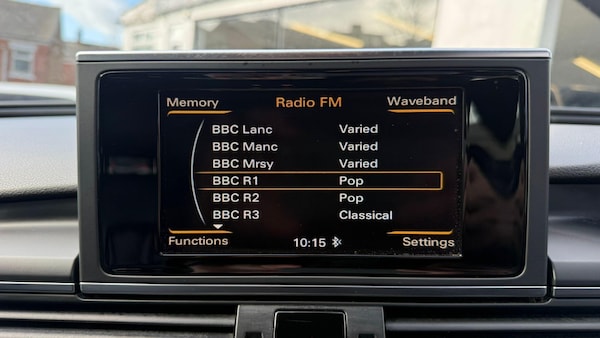 Memory Radio FM Waveband
BBC Lanc Varied
BBC Manc Varied
BBC Mrsy Varied
BBC R1 Pop
BBC R2 Pop
BBC R3 Classical
Functions 10:15 Settings